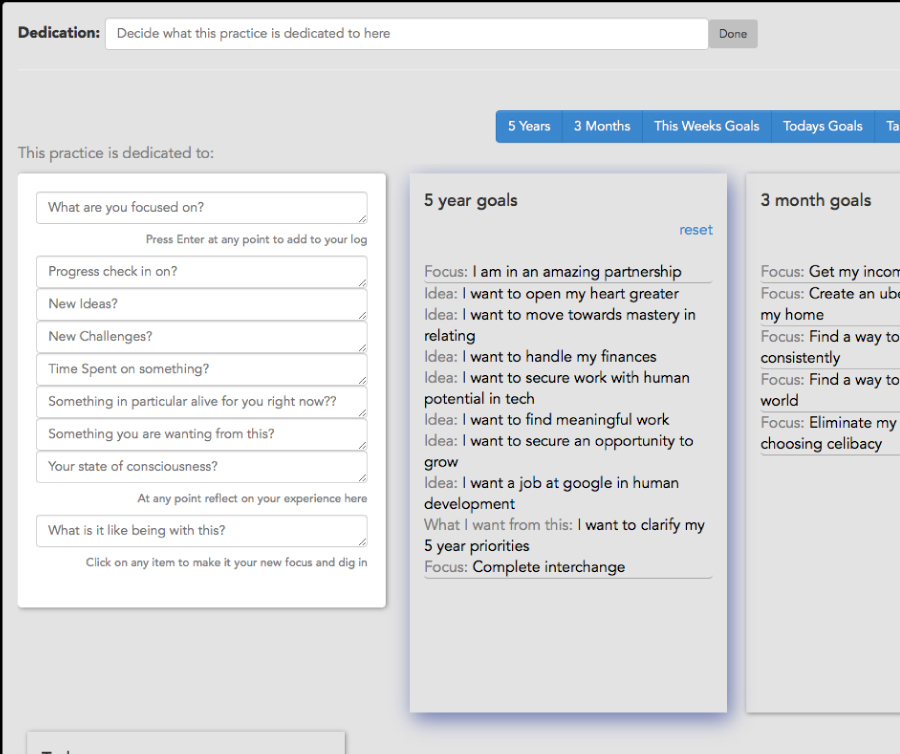 Dedication: Decide what this practice is dedicated to here Done
5 Years 3 Months This Weeks Goals Todays Goals
This practice is dedicated to:
What are you focused on?
Press Enter at any point to add to your log
Progress check in on?
New Ideas?
New Challenges?
Time Spent on something?
Something in particular alive for you right now??
Something you are wanting from this?
Your state of consciousness?
At any point reflect on your experience here
What is it like being with this?
Click on any item to make it your new focus and dig in
5 year goals
reset
Focus: I am in an amazing partnership
Idea: I want to open my heart greater
Idea: I want to move towards mastery in
relating
Idea: I want to handle my finances
Idea: I want to secure work with human
potential in tech
Idea: I want to find meaningful work
Idea: I want to secure an opportunity to
grow
Idea: I want a job at google in human
development
What I want from this: I want to clarify my
5 year priorities
Focus: Complete interchange
3 month goals
Focus: Get my
Focus: Create an
my home
Focus: Find a way to
consistently
Focus: Find a way to
world
Focus: Eliminate my
choosing celibacy